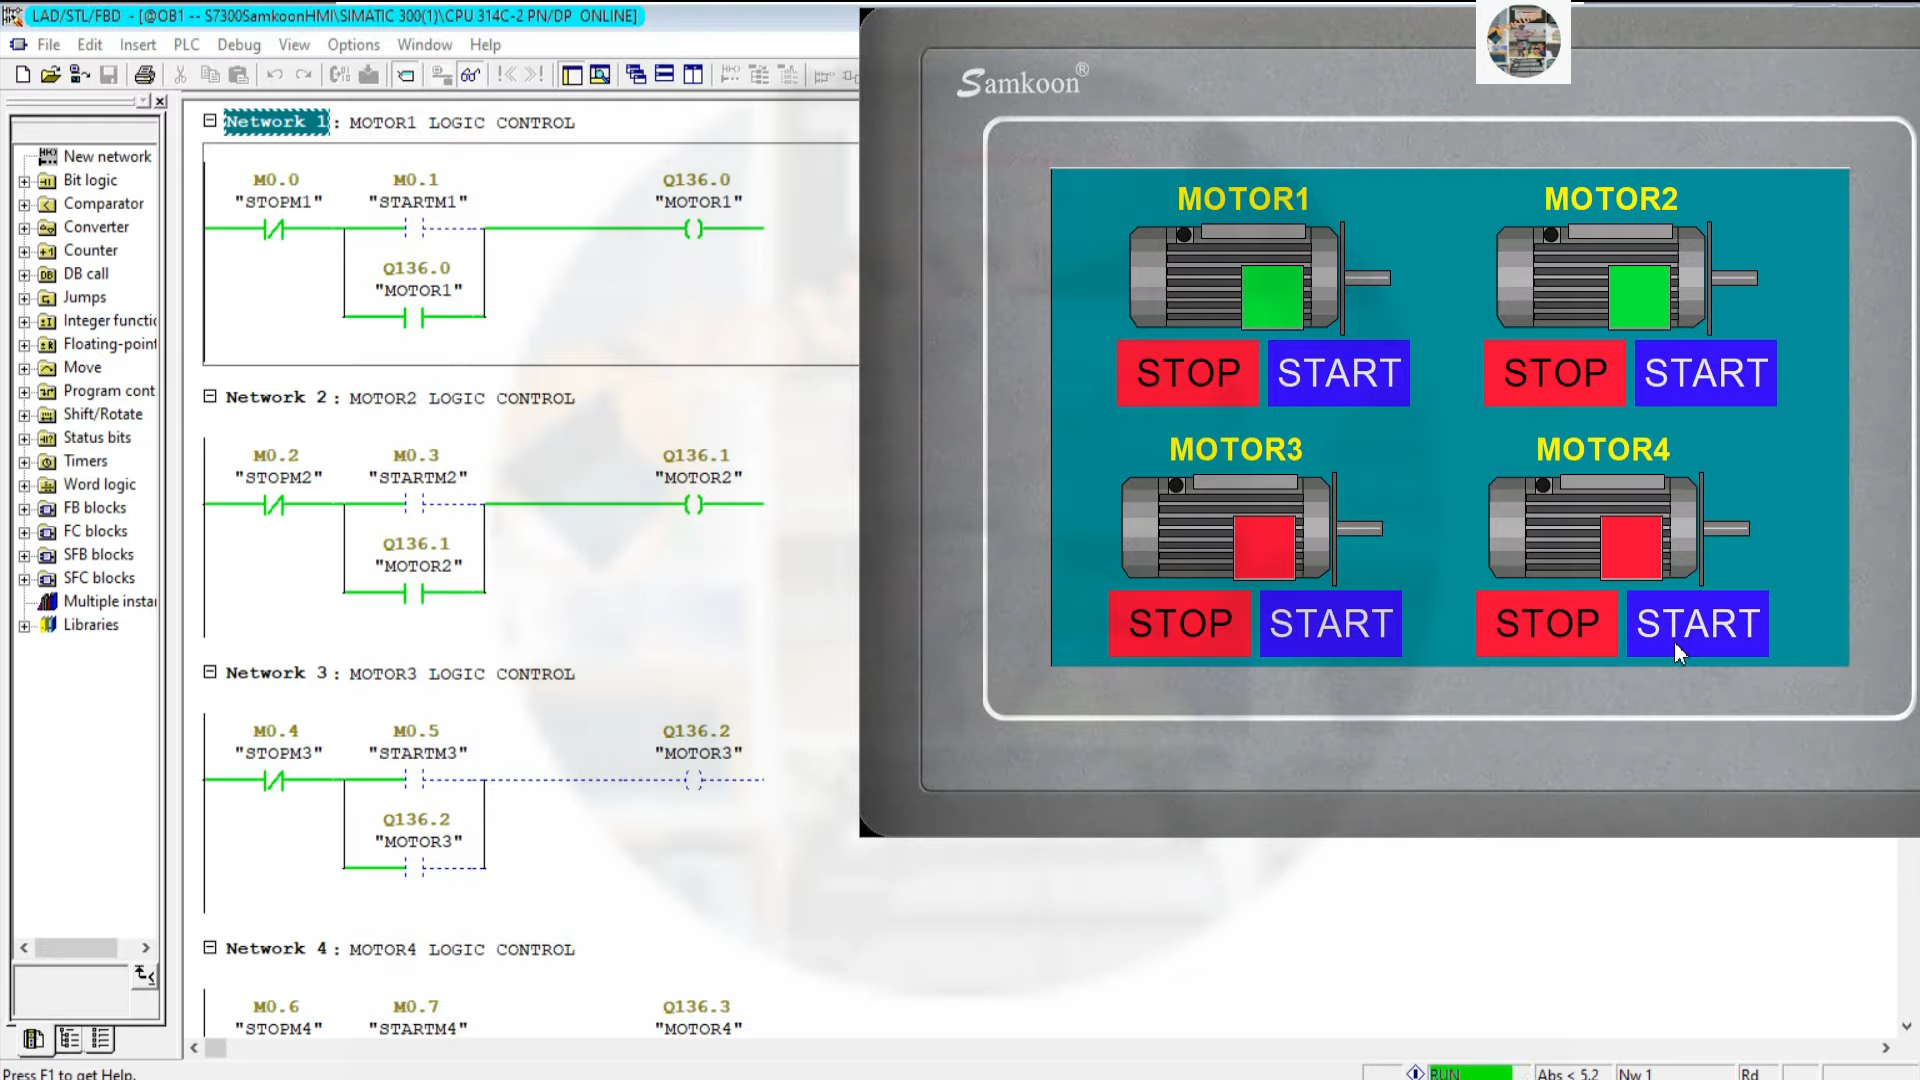 LAD/STL/FBD - [@OB1 -- S7300SamkoonHMI\SIMATIC 300(1)\CPU 314C-2 PN/DP ONLINE]
File Edit Insert PLC Debug View Options Window Help
New network
Bit logic
Comparator
Converter
Counter
DB call
Jumps
Integer functic
Floating-point
Move
Program cont
Shift/Rotate
Status bits
Timers
Word logic
FB blocks
FC blocks
SFB blocks
SFC blocks
Multiple instar
Libraries
Network 1 : MOTOR1 LOGIC CONTROL
M0.0 M0.1 Q136.0
"STOPM1" "STARTM1" "MOTOR1"
Q136.0
"MOTOR1"
Network 2 : MOTOR2 LOGIC CONTROL
M0.2 M0.3 Q136.1
"STOPM2" "STARTM2" "MOTOR2"
Q136.1
"MOTOR2"
Network 3 : MOTOR3 LOGIC CONTROL
M0.4 M0.5 Q136.2
"STOPM3" "STARTM3" "MOTOR3"
Q136.2
"MOTOR3"
Network 4 : MOTOR4 LOGIC CONTROL
M0.6 M0.7 Q136.3
"STOPM4" "STARTM4" "MOTOR4"
Samkoon®
MOTOR1 MOTOR2
STOP START STOP START
MOTOR3 MOTOR4
STOP START STOP START
Press F1 to get Help.
RUN Abs < 5.2 Nw 1 Rd